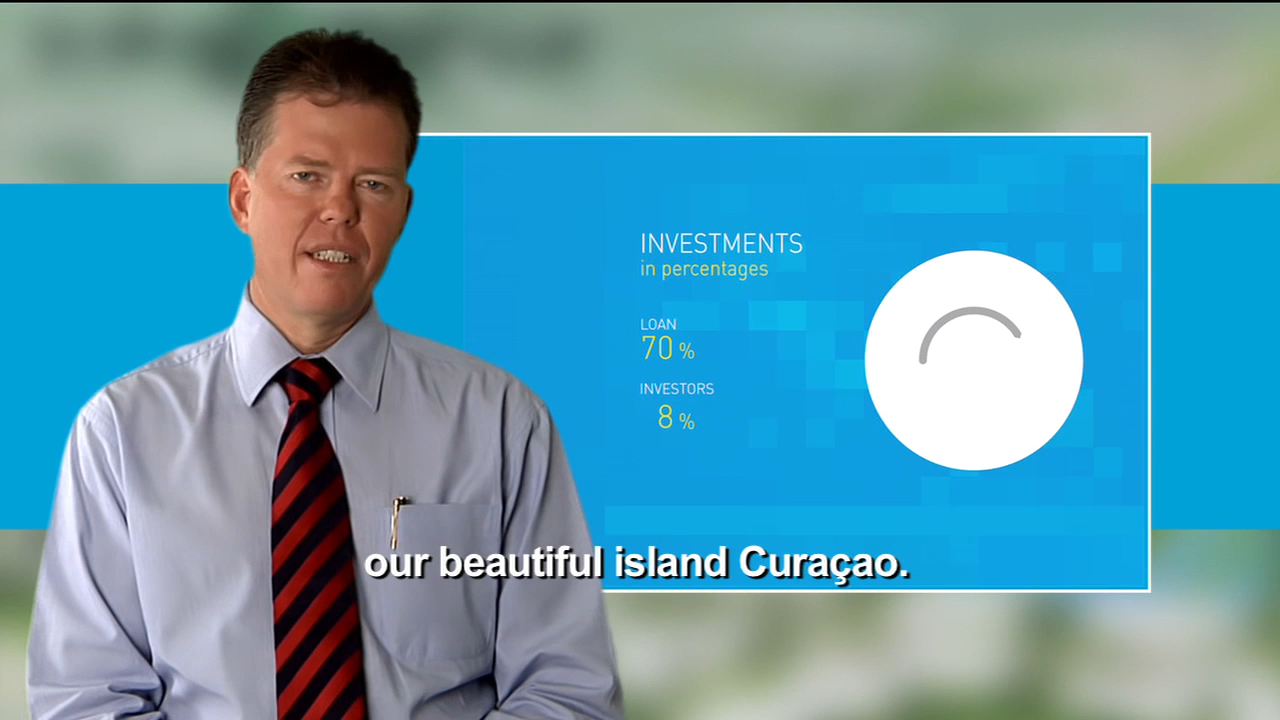 INVESTMENTS
in percentages
LOAN
70 %
INVESTORS
8 %
our beautiful island Curaçao.